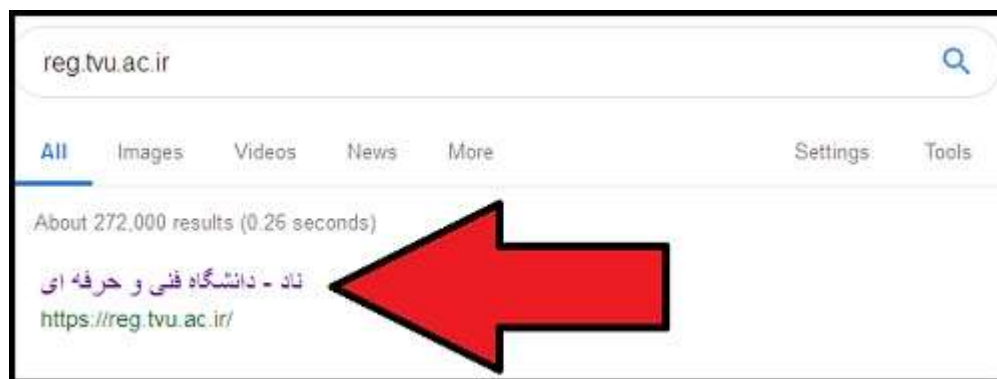 reg.tvu.ac.ir
All Images Videos News More Settings Tools
About 272,000 results (0.26 seconds)
ناد - دانشگاه فنی و حرفه ای
https://reg.tvu.ac.ir/